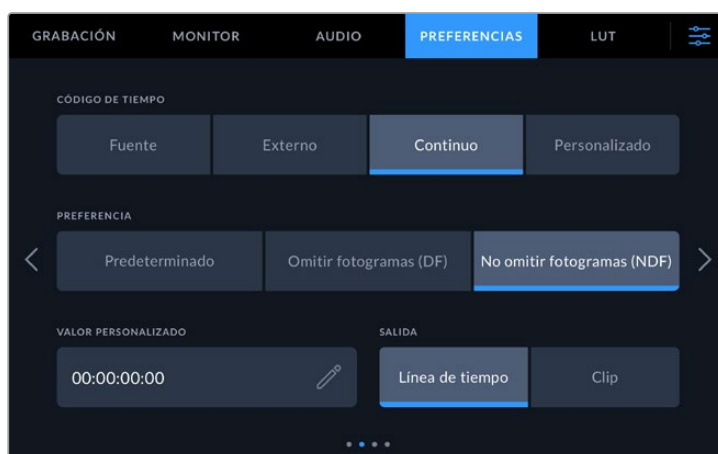 GRABACIÓN MONITOR AUDIO PREFERENCIAS LUT
CÓDIGO DE TIEMPO
Fuente Externo Continuo Personalizado
PREFERENCIA
Predeterminado Omitir fotogramas (DF) No omitir fotogramas (NDF)
VALOR PERSONALIZADO SALIDA
00:00:00:00 Línea de tiempo Clip